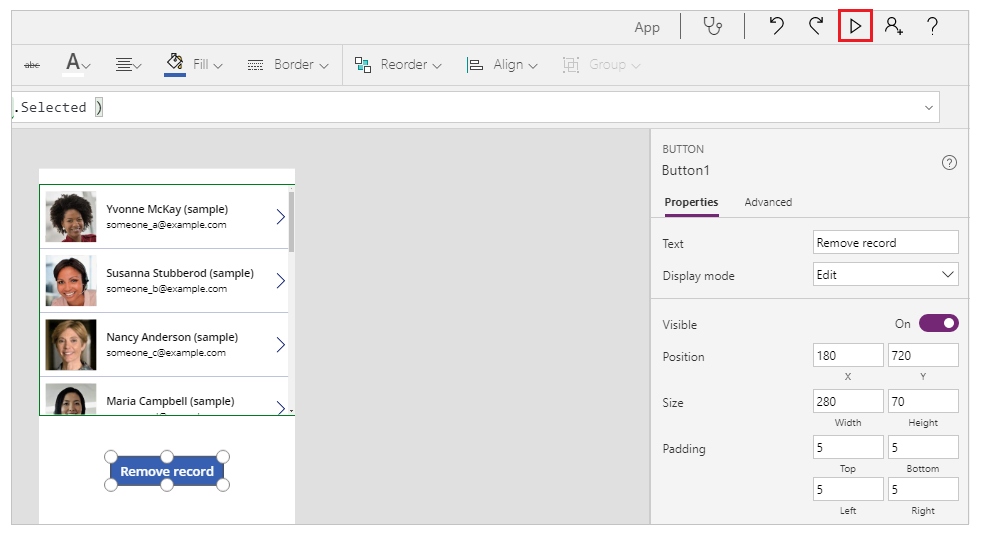 App
abc
A
Fill
Border
Reorder
Align
Group
.Selected )
BUTTON
Button1
Properties
Advanced
Text
Remove record
Display mode
Edit
Visible
On
Position
180
720
X
Y
Size
280
70
Width
Height
Padding
5
5
Top
Bottom
5
5
Left
Right
Yvonne McKay (sample)
someone_a@example.com
Susanna Stubberod (sample)
someone_b@example.com
Nancy Anderson (sample)
someone_c@example.com
Maria Campbell (sample)
Remove record